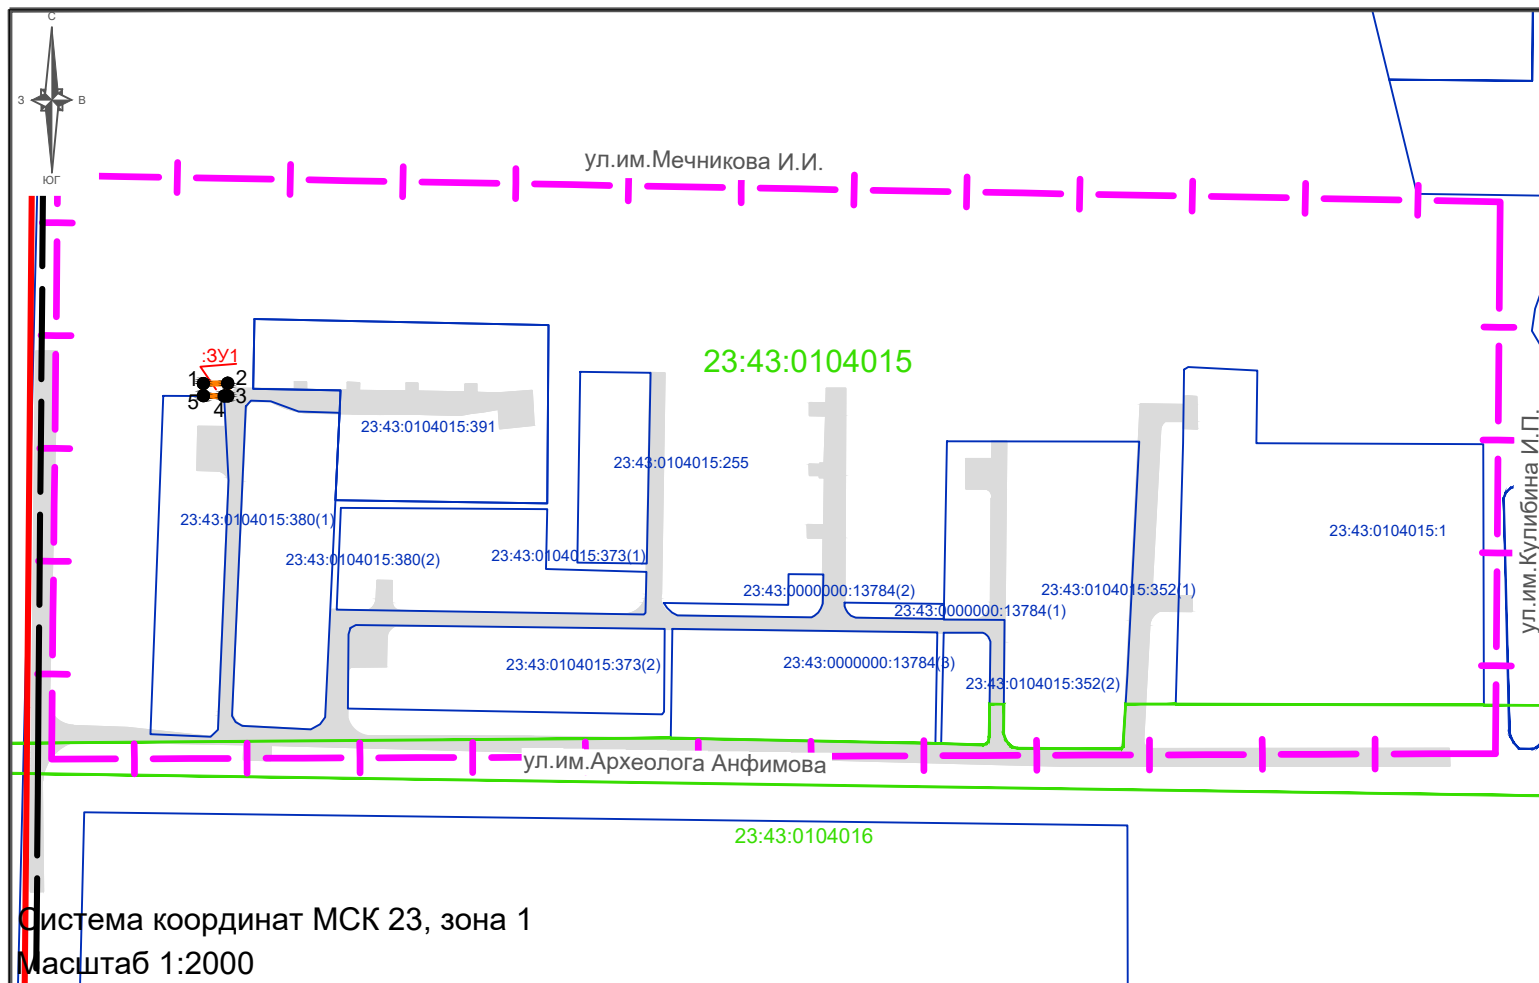 С
З
В
ЮГ
ул.им.Мечникова И.И.
:ЗУ1
1
2
5
3
4
23:43:0104015
23:43:0104015:391
23:43:0104015:255
ул.им.Кулибина И.П.
23:43:0104015:380(1)
23:43:0104015:1
23:43:0104015:380(2)
23:43:0104015:373(1)
23:43:0000000:13784(2)
23:43:0104015:352(1)
23:43:0000000:13784(1)
23:43:0104015:373(2)
23:43:0000000:13784(3)
23:43:0104015:352(2)
ул.им.Археолога Анфимова
23:43:0104016
Система координат МСК 23, зона 1
Масштаб 1:2000